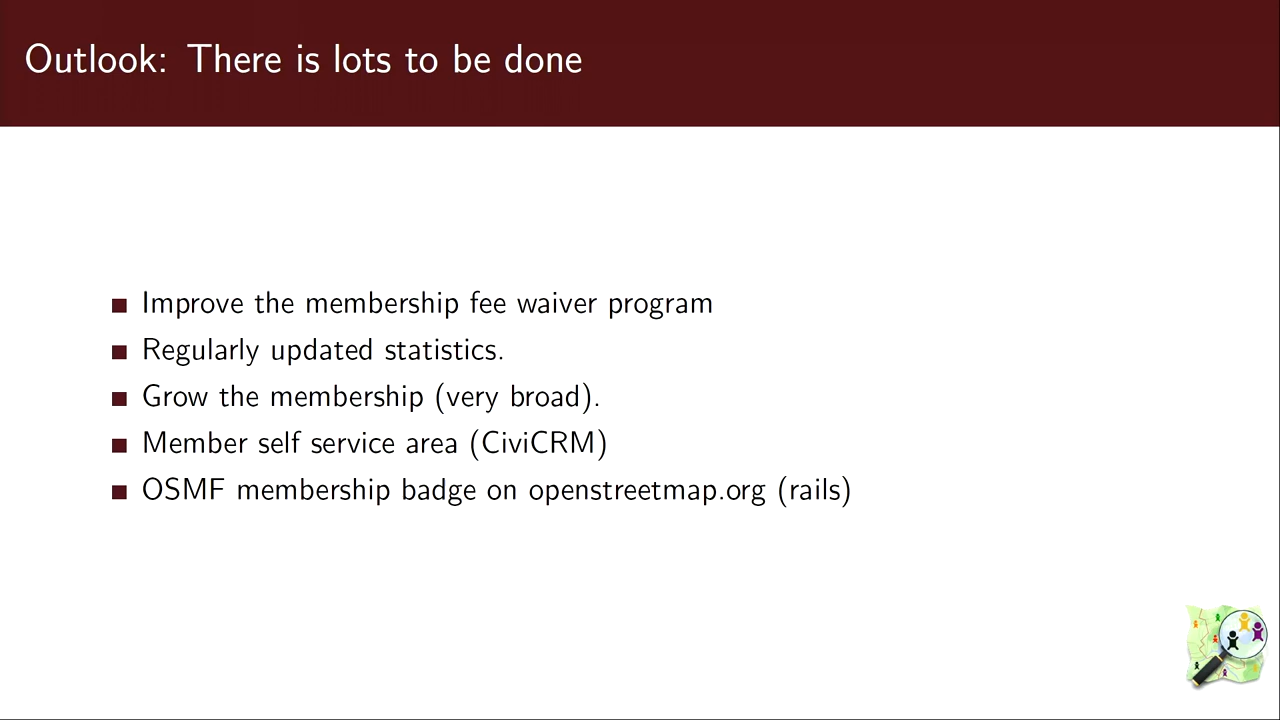 Outlook: There is lots to be done
Improve the membership fee waiver program
Regularly updated statistics.
Grow the membership (very broad).
Member self service area (CiviCRM)
OSMF membership badge on openstreetmap.org (rails)